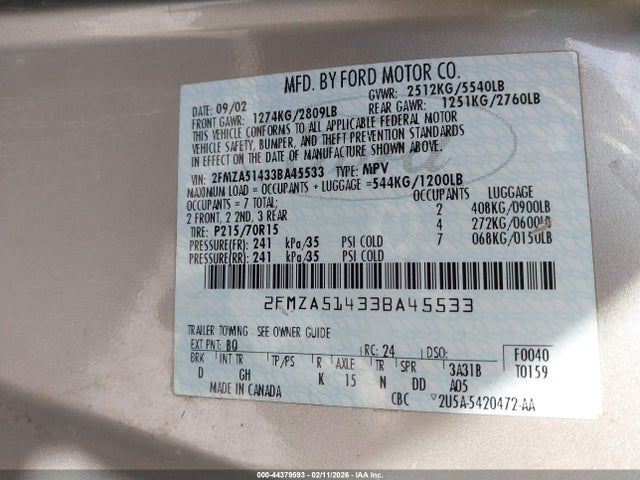 MFD. BY FORD MOTOR CO.
DATE: 09/02 GVWR: 2512KG/5540LB
FRONT GAWR: 1274KG/2809LB REAR GAWR: 1251KG/2760LB
THIS VEHICLE CONFORMS TO ALL APPLICABLE FEDERAL MOTOR
VEHICLE SAFETY, BUMPER, AND THEFT PREVENTION STANDARDS
IN EFFECT ON THE DATE OF MANUFACTURE SHOWN ABOVE.
VIN: 2FMZA51433BA45533 TYPE: MPV
MAXIMUM LOAD = OCCUPANTS + LUGGAGE =544KG/1200LB
OCCUPANTS = 7 TOTAL; OCCUPANTS LUGGAGE
2 FRONT, 2 2ND, 3 REAR 2 408KG/0900LB
TIRE: P215/70R15 4 272KG/0600LB
PRESSURE(FR): 241 kPa/35 PSI COLD 7 068KG/0150LB
PRESSURE(RR): 241 kPa/35 PSI COLD
2FMZA51433BA45533
TRAILER TOWING - SEE OWNER GUIDE
EXT PNT: BQ RC: 24 DSO: F0040
BRK INT TR TP/PS R AXLE TR SPR T0159
D GH K 15 N DD 3A31B
A05
MADE IN CANADA CBC 2U5A-5420472-AA
000-44379593 - 02/11/2026 - IAA Inc.